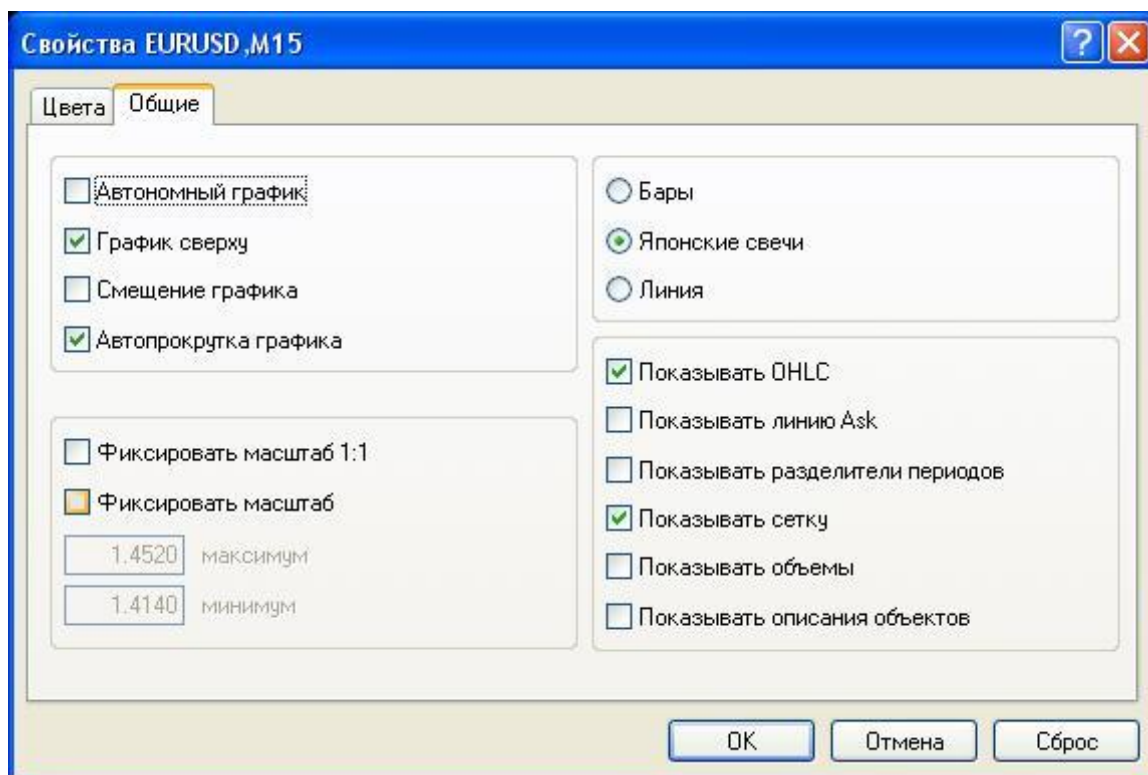 Свойства EURUSD,M15
Цвета
Общие
Автономный график
График сверху
Смещение графика
Автопрокрутка графика
Фиксировать масштаб 1:1
Фиксировать масштаб
1.4520 максимум
1.4140 минимум
Бары
Японские свечи
Линия
Показывать OHLC
Показывать линию Ask
Показывать разделители периодов
Показывать сетку
Показывать объемы
Показывать описания объектов
OK
Отмена
Сброс